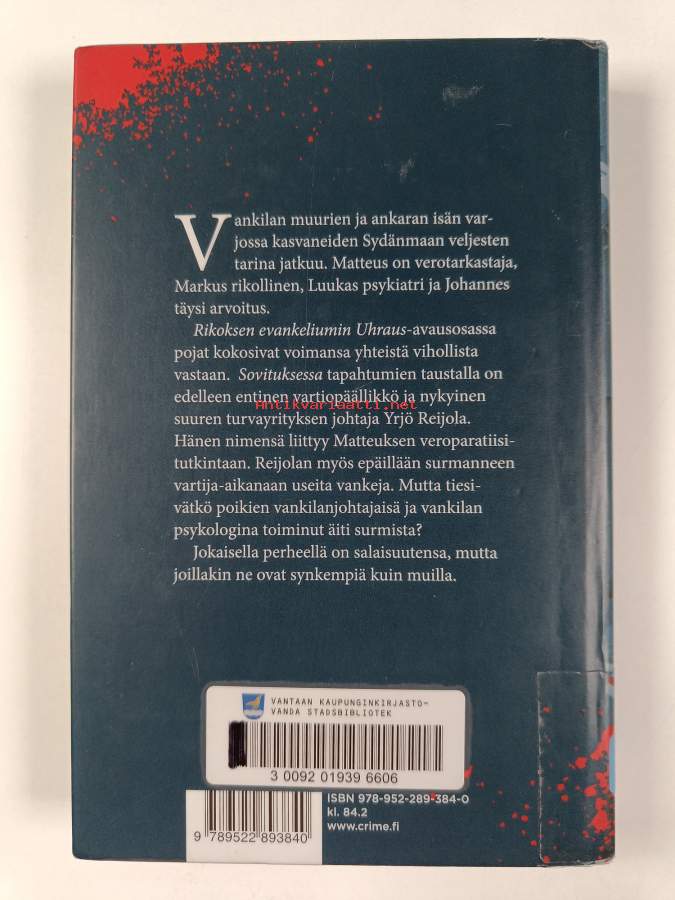 Vankilan muurien ja ankaran isän var-
jossa kasvaneiden Sydänmaan veljesten
tarina jatkuu. Matteus on verotarkastaja,
Markus rikollinen, Luukas psykiatri ja Johannes
täysi arvoitus.
Rikoksen evankeliumin Uhraus-avausosassa
pojat kokosivat voimansa yhteistä vihollista
vastaan. Sovituksessa tapahtumien taustalla on
edelleen entinen vartiopäällikkö ja nykyinen
Antikvariaatti.net
suuren turvayrityksen johtaja Yrjö Reijola.
Hänen nimensä liittyy Matteuksen veroparatiisi-
tutkintaan. Reijolan myös epäillään surmanneen
vartija-aikanaan useita vankeja. Mutta tiesi-
vätkö poikien vankilanjohtajaisä ja vankilan
psykologina toiminut äiti surmista?
Jokaisella perheellä on salaisuutensa, mutta
joillakin ne ovat synkempiä kuin muilla.
VANTAAN KAUPUNGINKIRJASTO-
VANDA STADSBIBLIOTEK
3 0092 01939 6606
ISBN 978-952-289-384-0
kl. 84.2
www.crime.fi
9 789522 893840